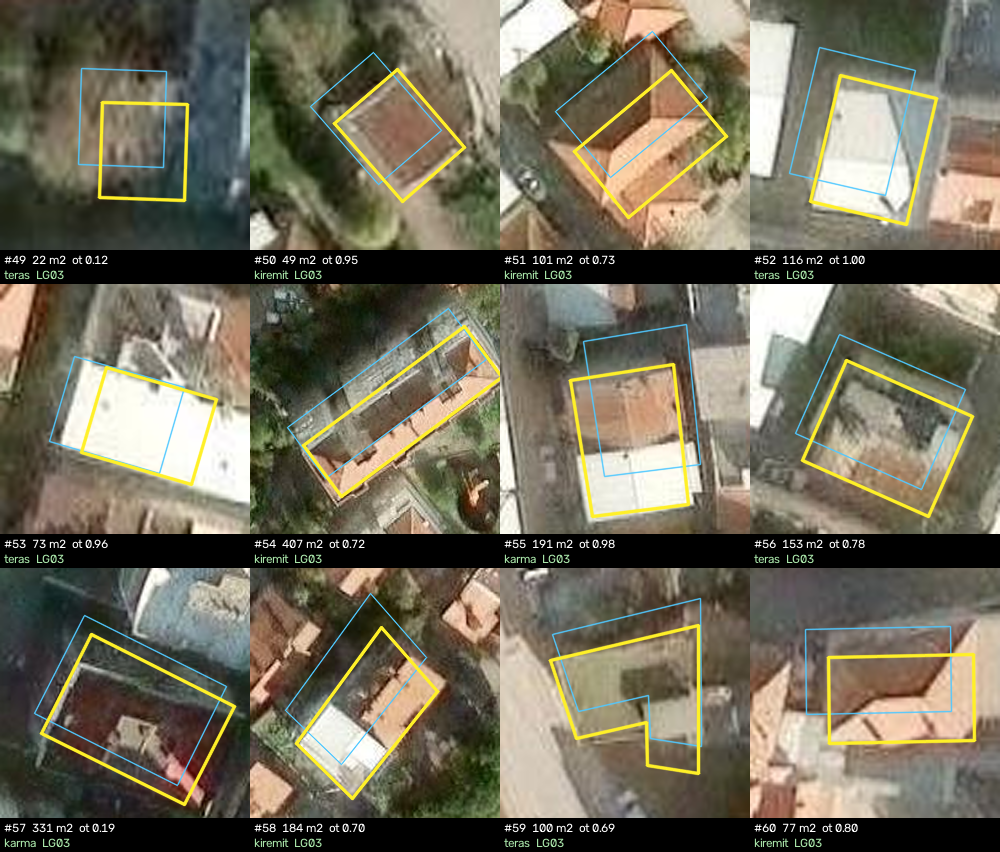 #49 22 m2 ot 0.12
teras LG03
#50 49 m2 ot 0.95
kiremit LG03
#51 101 m2 ot 0.73
kiremit LG03
#52 116 m2 ot 1.00
teras LG03
#53 73 m2 ot 0.96
teras LG03
#54 407 m2 ot 0.72
kiremit LG03
#55 191 m2 ot 0.98
karma LG03
#56 153 m2 ot 0.78
teras LG03
#57 331 m2 ot 0.19
karma LG03
#58 184 m2 ot 0.70
kiremit LG03
#59 100 m2 ot 0.69
teras LG03
#60 77 m2 ot 0.80
kiremit LG03